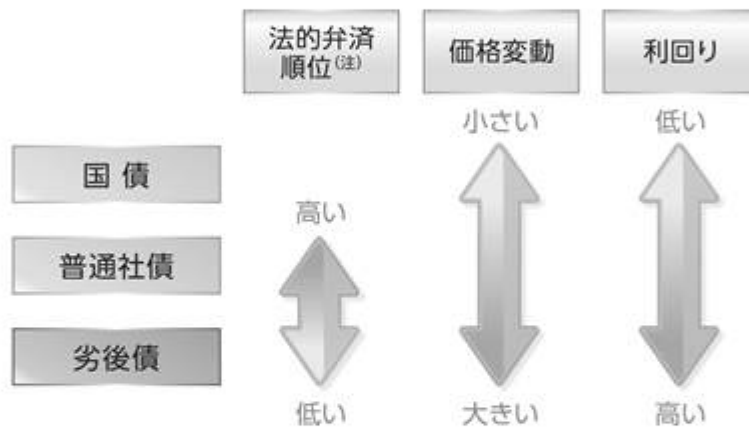 法的弁済
順位(注)
価格変動
利回り
小さい
低い
国債
高い
普通社債
劣後債
低い
大きい
高い